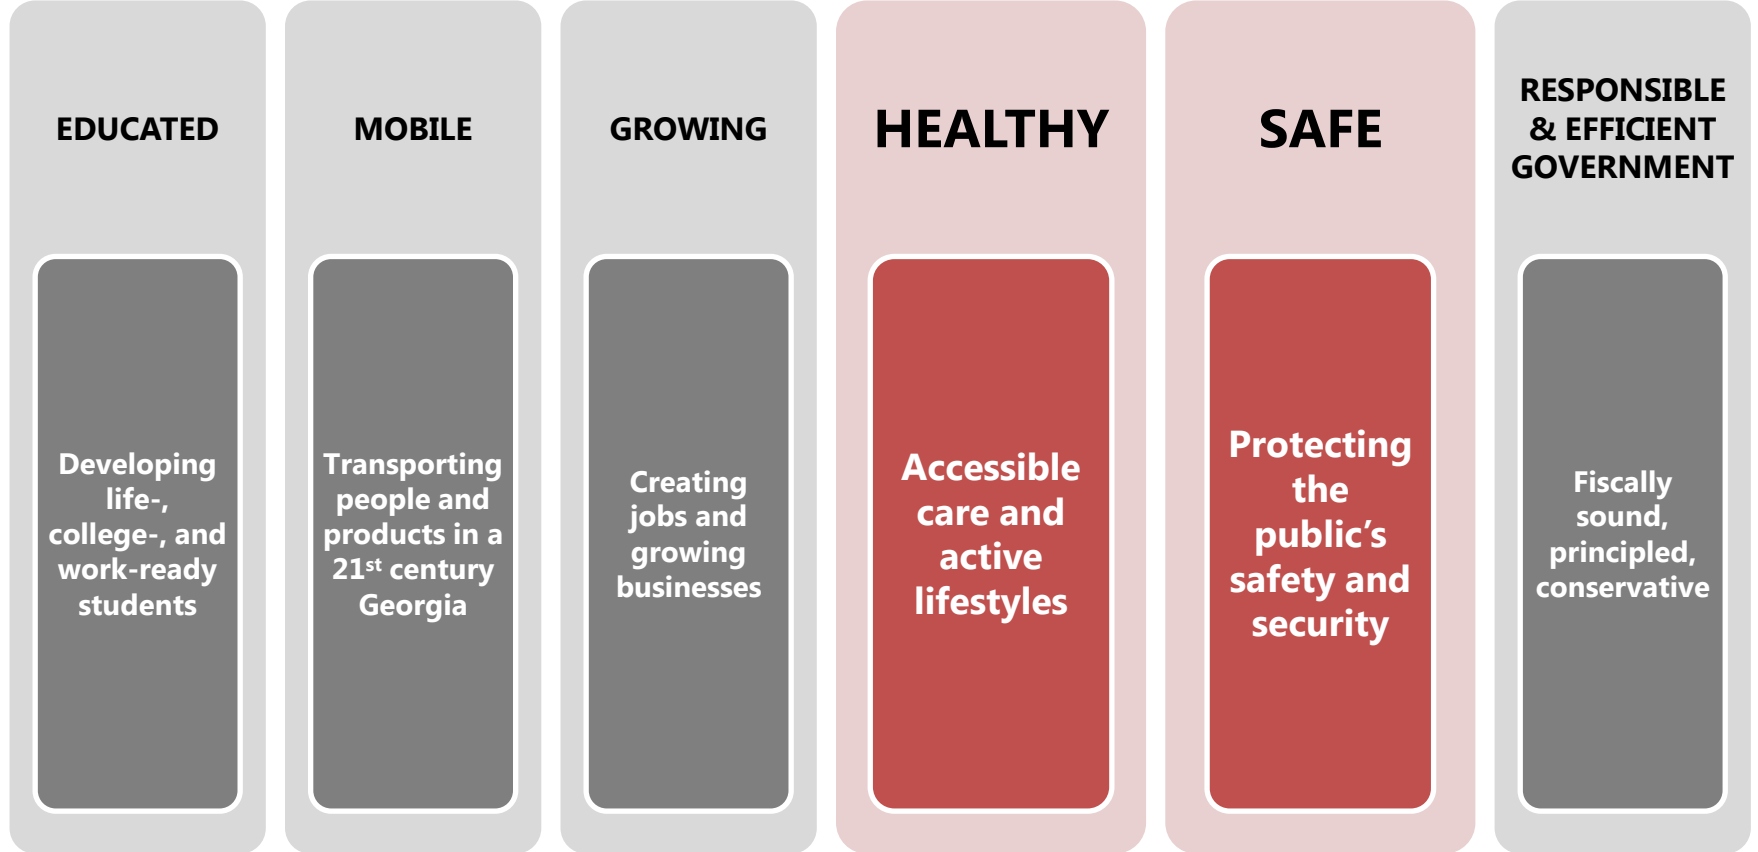 EDUCATED
Developing
life-,
college-, and
work-ready
students
MOBILE
Transporting
people and
products in a
21st century
Georgia
GROWING
Creating
jobs and
growing
businesses
HEALTHY
Accessible
care and
active
lifestyles
SAFE
Protecting
the
public’s
safety and
security
RESPONSIBLE
& EFFICIENT
GOVERNMENT
Fiscally
sound,
principled,
conservative